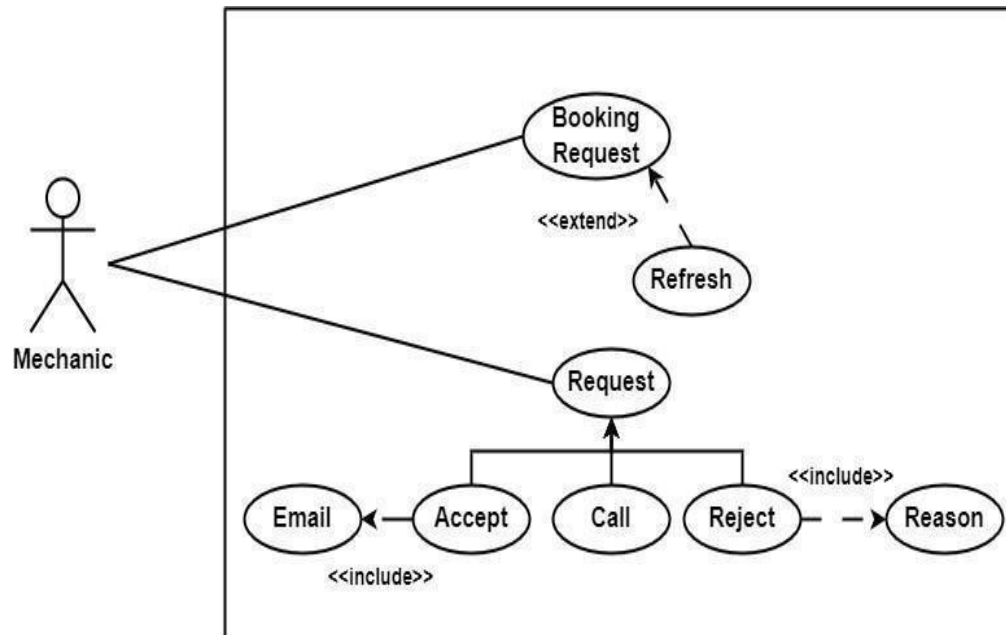 Booking
Request
<<extend>>
Refresh
Mechanic
Request
<<include>>
Email
Accept
Call
Reject
Reason
<<include>>